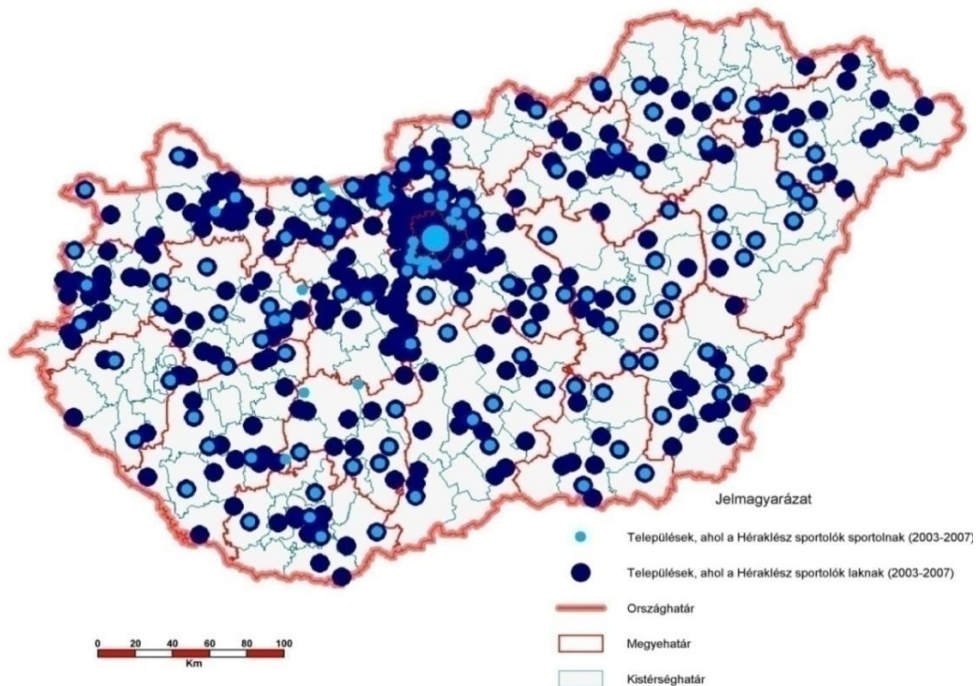 Jelmagyarázat
Települések, ahol a Héraklész sportolók sportolnak (2003-2007)
Települések, ahol a Héraklész sportolók laknak (2003-2007)
Országhatár
Megyehatár
Kistérséghatár
0 20 40 60 80 100
Km